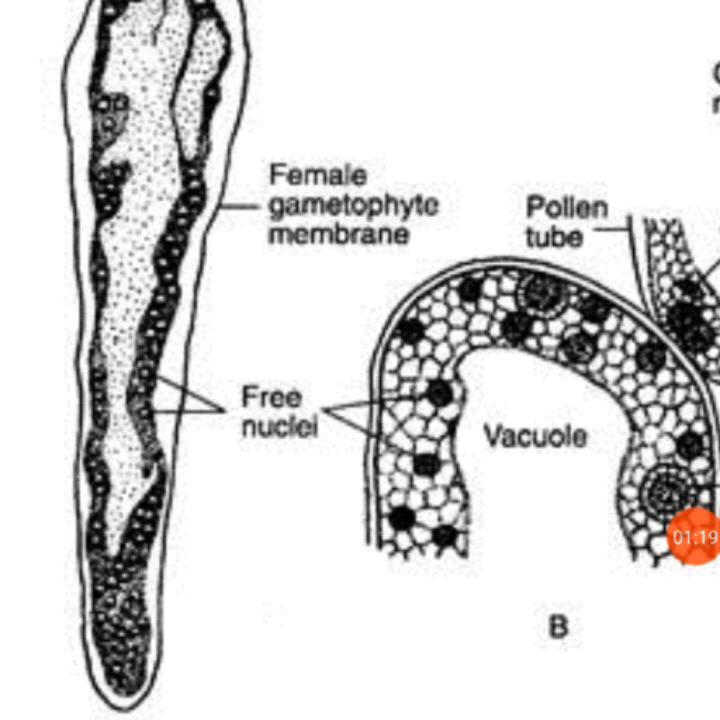 Female
gametophyte
membrane
Pollen
tube
Free
nuclei
Vacuole
01:19
B